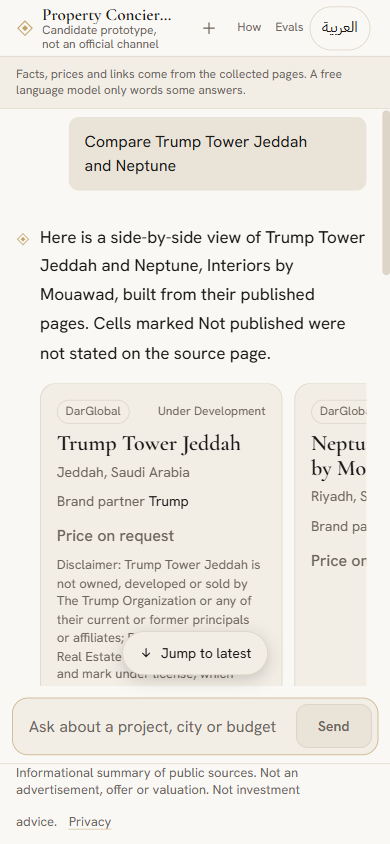 Property Concier...
Candidate prototype,
not an official channel
+
How
Evals
العربية
Facts, prices and links come from the collected pages. A free
language model only words some answers.
Compare Trump Tower Jeddah
and Neptune
Here is a side-by-side view of Trump Tower
Jeddah and Neptune, Interiors by
Mouawad, built from their published
pages. Cells marked Not published were
not stated on the source page.
DarGlobal
Under Development
Trump Tower Jeddah
Jeddah, Saudi Arabia
Brand partner Trump
Price on request
Disclaimer: Trump Tower Jeddah is
not owned, developed or sold by
The Trump Organization or any of
their current or former principals
or affiliates;
Real Estate
and mark under license, which
DarGloba
Neptu
by Mo
Riyadh, S
Brand pa
Price on
↓ Jump to latest
Ask about a project, city or budget
Send
Informational summary of public sources. Not an
advertisement, offer or valuation. Not investment
advice. Privacy